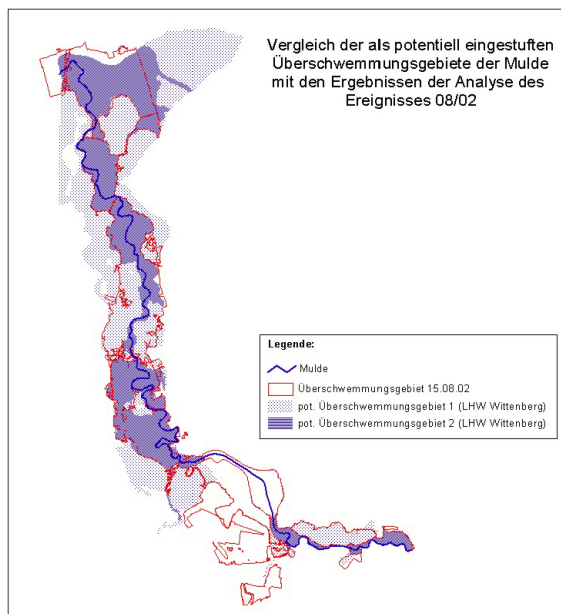 Vergleich der als potentiell eingestuften
Überschwemmungsgebiete der Mulde
mit den Ergebnissen der Analyse des
Ereignisses 08/02
Legende:
Mulde
Überschwemmungsgebiet 15.08.02
pot. Überschwemmungsgebiet 1 (LHW Wittenberg)
pot. Überschwemmungsgebiet 2 (LHW Wittenberg)